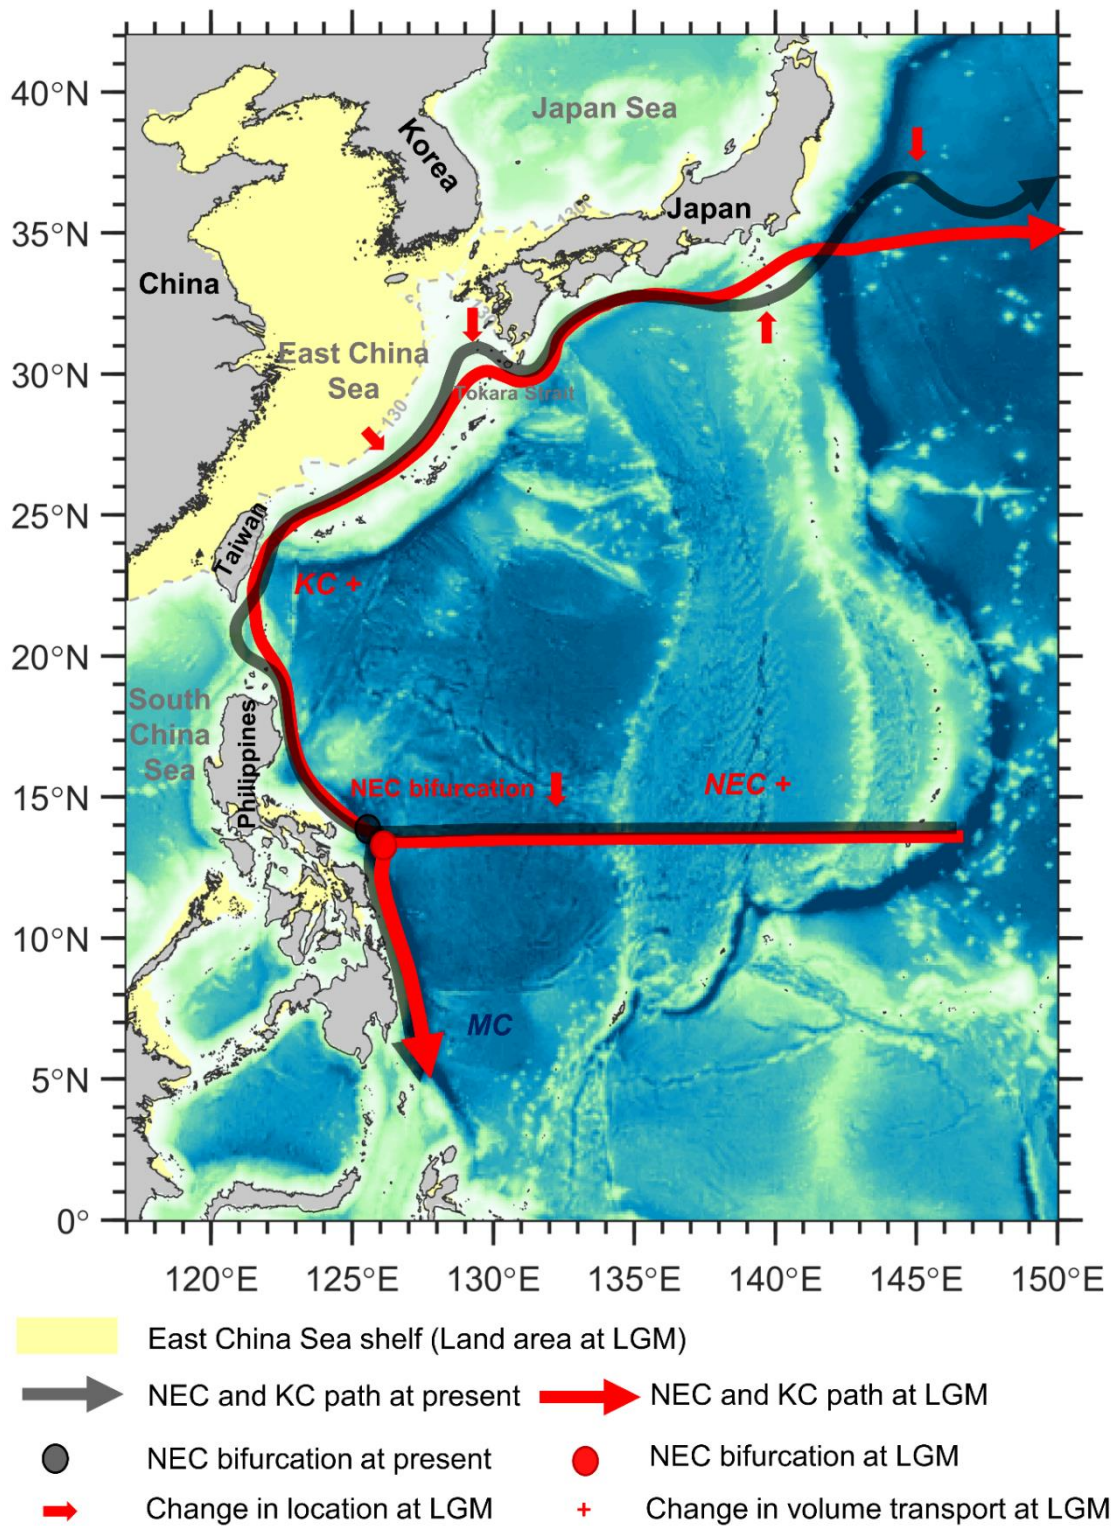 40°N
35°N
30°N
25°N
20°N
15°N
10°N
5°N
0°
120°E
125°E
130°E
135°E
140°E
145°E
150°E
Japan Sea
Korea
Japan
130
China
130
East China
Sea
Tokara Strait
130
Taiwan
KC +
South
China
Sea
Philippines
NEC bifurcation
NEC +
MC
East China Sea shelf (Land area at LGM)
NEC and KC path at present
NEC and KC path at LGM
NEC bifurcation at present
NEC bifurcation at LGM
Change in location at LGM
+
Change in volume transport at LGM